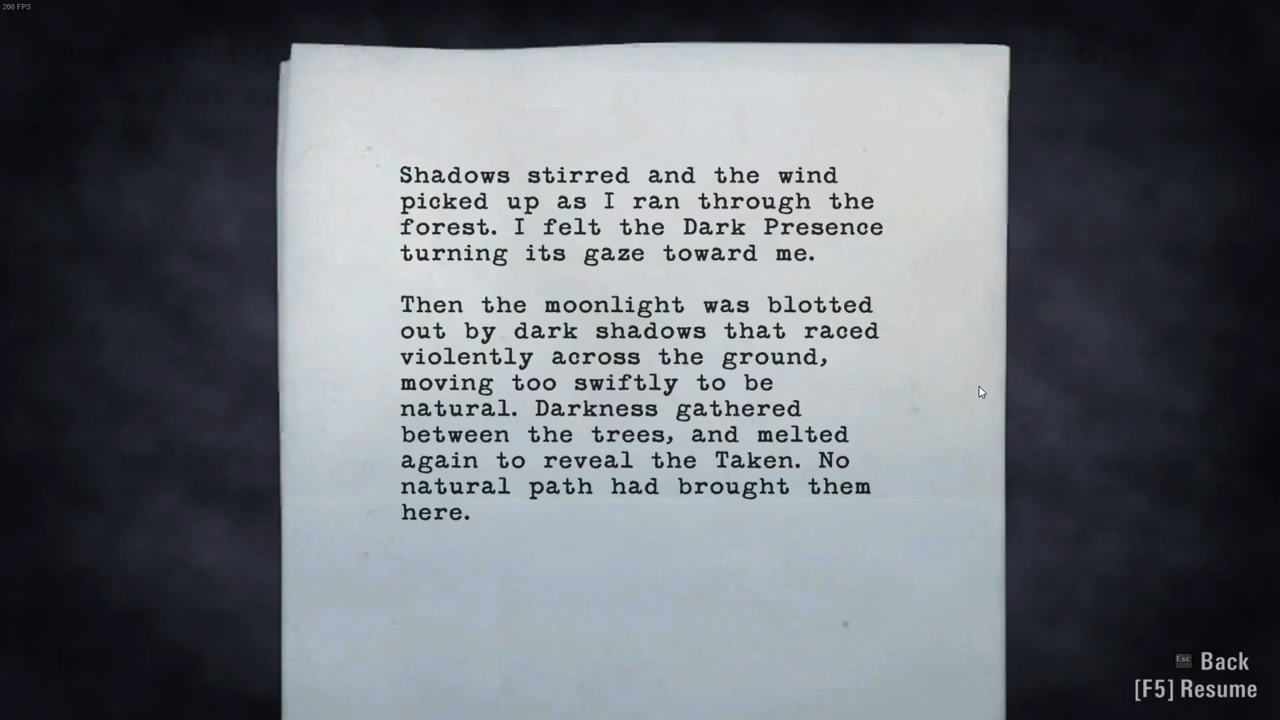 200 FPS
Shadows stirred and the wind
picked up as I ran through the
forest. I felt the Dark Presence
turning its gaze toward me.
Then the moonlight was blotted
out by dark shadows that raced
violently across the ground,
moving too swiftly to be
natural. Darkness gathered
between the trees, and melted
again to reveal the Taken. No
natural path had brought them
here.
Esc Back
[F5] Resume